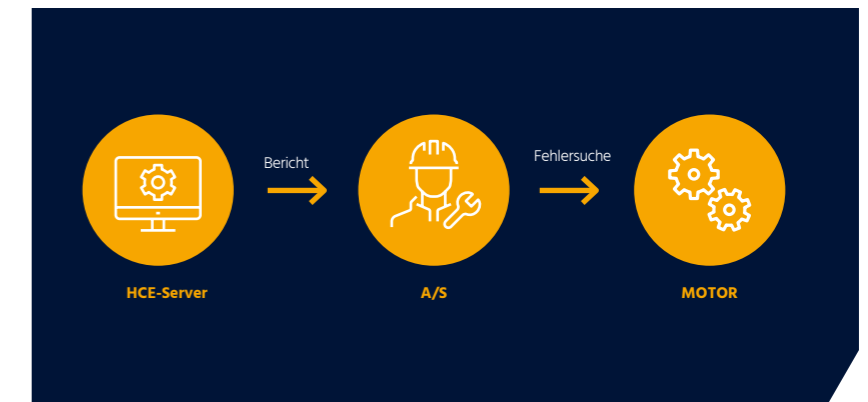 Bericht
Fehlersuche
HCE-Server
A/S
MOTOR